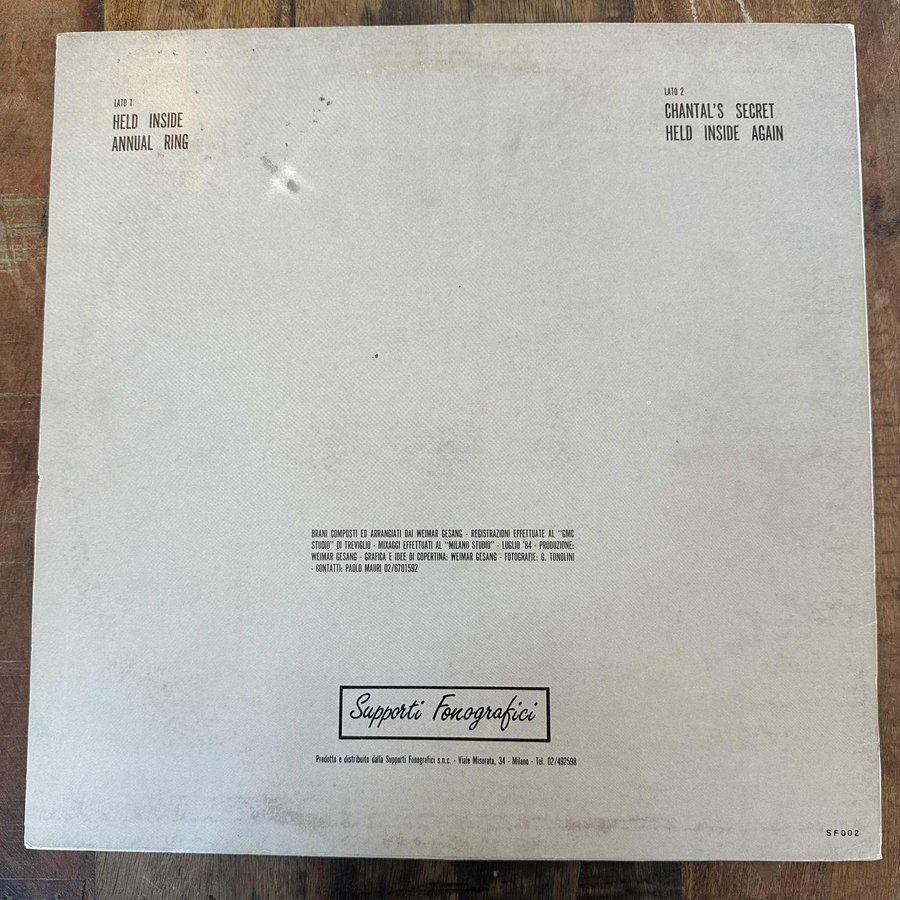 LATO 1
HELD INSIDE
ANNUAL RING
LATO 2
CHANTAL'S SECRET
HELD INSIDE AGAIN
BRANI COMPOSTI ED ARRANGIATI DAI WEIMAR GESANG - REGISTRAZIONI EFFETTUATE AL "GMC
STUDIO" DI TREVIGLIO - MIXAGGI EFFETTUATI AL "MILANO STUDIO" - LUGLIO '84 - PRODUZIONE:
WEIMAR GESANG - GRAFICA E IDEE DI COPERTINA: WEIMAR GESANG - FOTOGRAFIE: G. TONOLINI
- CONTATTI: PAOLO MAURI 02/6701592
Supporti Fonografici
Prodotto e distribuito dalla Supporti Fonografici s.n.c. - Viale Misurata, 34 - Milano - Tel. 02/492598
SF002